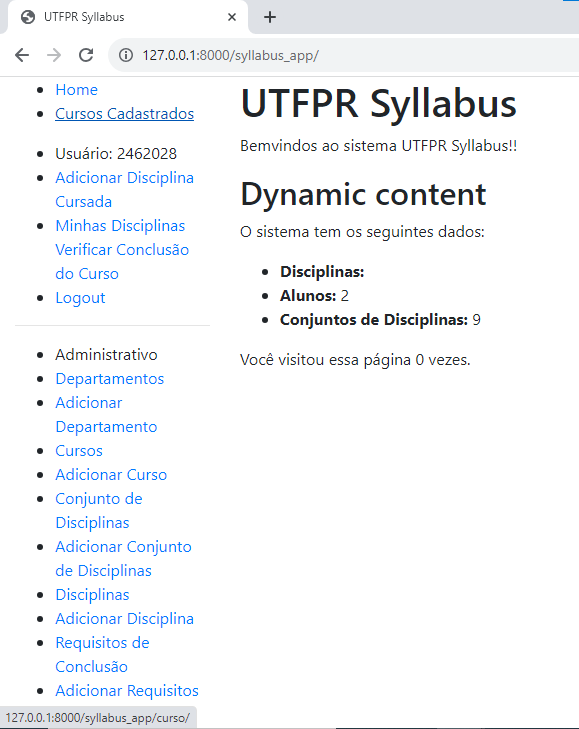 UTFPR Syllabus
127.0.0.1:8000/syllabus_app/
Home
Cursos Cadastrados
Usuário: 2462028
Adicionar Disciplina
Cursada
Minhas Disciplinas
Verificar Conclusão
do Curso
Logout
Administrativo
Departamentos
Adicionar
Departamento
Cursos
Adicionar Curso
Conjunto de
Disciplinas
Adicionar Conjunto
de Disciplinas
Disciplinas
Adicionar Disciplina
Requisitos de
Conclusão
Adicionar Requisitos
UTFPR Syllabus
Bemvindos ao sistema UTFPR Syllabus!!
Dynamic content
O sistema tem os seguintes dados:
Disciplinas:
Alunos: 2
Conjuntos de Disciplinas: 9
Você visitou essa página 0 vezes.
127.0.0.1:8000/syllabus_app/curso/